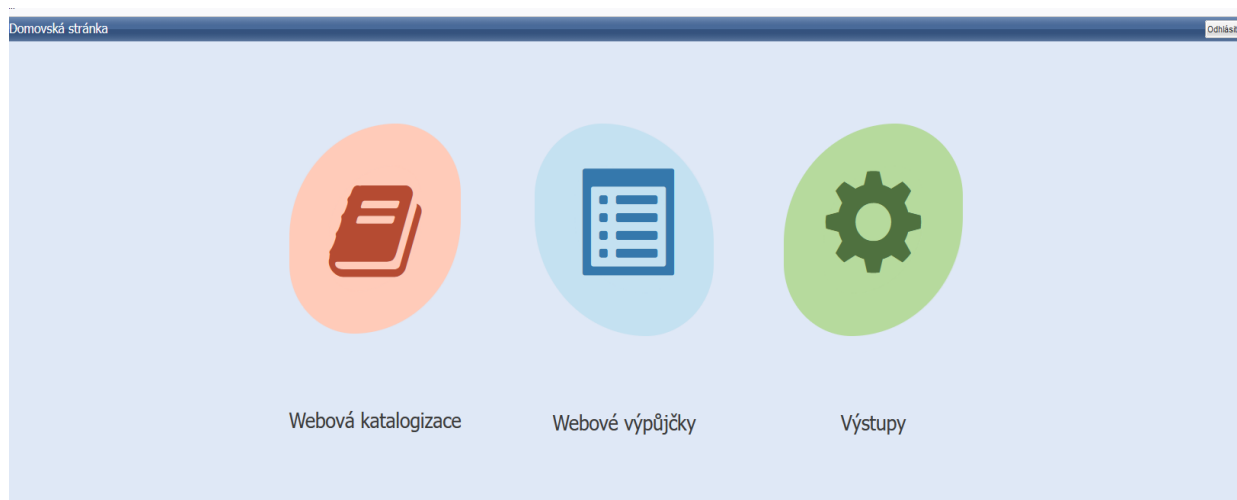 ...
Domovská stránka
Odhlásit
Webová katalogizace
Webové výpůjčky
Výstupy